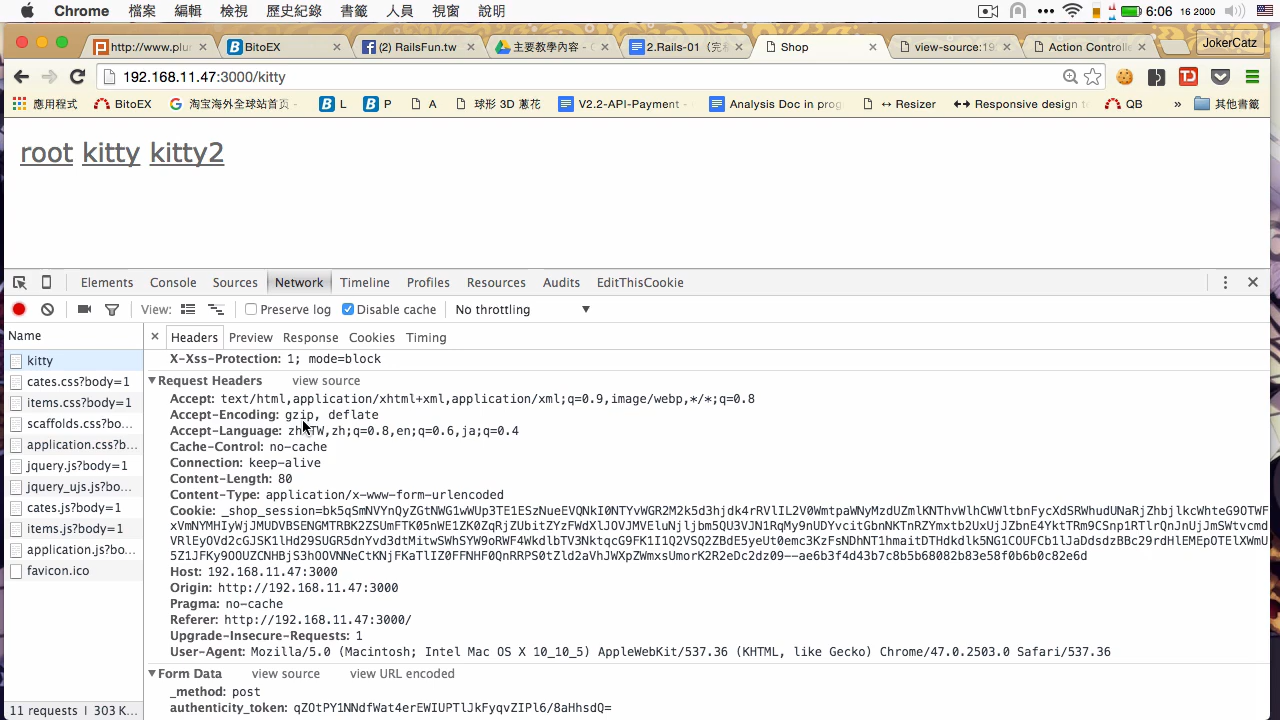 Chrome 檔案 編輯 檢視 歷史紀錄 書籤 人員 視窗 說明 6:06 16 2000
http://www.plur BitoEX (2) RailsFun.tw 主要教學內容 - 2.Rails-01（完 Shop view-source:19 Action Controlle JokerCatz
192.168.11.47:3000/kitty
應用程式 BitoEX 淘宝海外全球站首页 - L P A 球形 3D 蔥花 V2.2-API-Payment - Analysis Doc in prog ↔ Resizer Responsive design t QB » 其他書籤
root kitty kitty2
Elements Console Sources Network Timeline Profiles Resources Audits EditThisCookie
View: Preserve log Disable cache No throttling
Name Headers Preview Response Cookies Timing
X-Xss-Protection: 1; mode=block
kitty
Request Headers view source
cates.css?body=1
Accept: text/html,application/xhtml+xml,application/xml;q=0.9,image/webp,*/*;q=0.8
items.css?body=1
Accept-Encoding: gzip, deflate
scaffolds.css?bo...
Accept-Language: zh-TW,zh;q=0.8,en;q=0.6,ja;q=0.4
application.css?b...
Cache-Control: no-cache
Connection: keep-alive
jquery.js?body=1
Content-Length: 80
jquery_ujs.js?bo...
Content-Type: application/x-www-form-urlencoded
cates.js?body=1
items.js?body=1
application.js?bo...
favicon.ico
Cookie:
Host: 192.168.11.47:3000
Origin: http://192.168.11.47:3000
Pragma: no-cache
Referer: http://192.168.11.47:3000/
Upgrade-Insecure-Requests: 1
User-Agent: Mozilla/5.0 (Macintosh; Intel Mac OS X 10_10_5) AppleWebKit/537.36 (KHTML, like Gecko) Chrome/47.0.2503.0 Safari/537.36
Form Data view source view URL encoded
_method: post
authenticity_token: qZOtPY1NNdfWat4erEWIUPTlJkFyqvZIPl6/8aHhsdQ=
11 requests | 303 K...